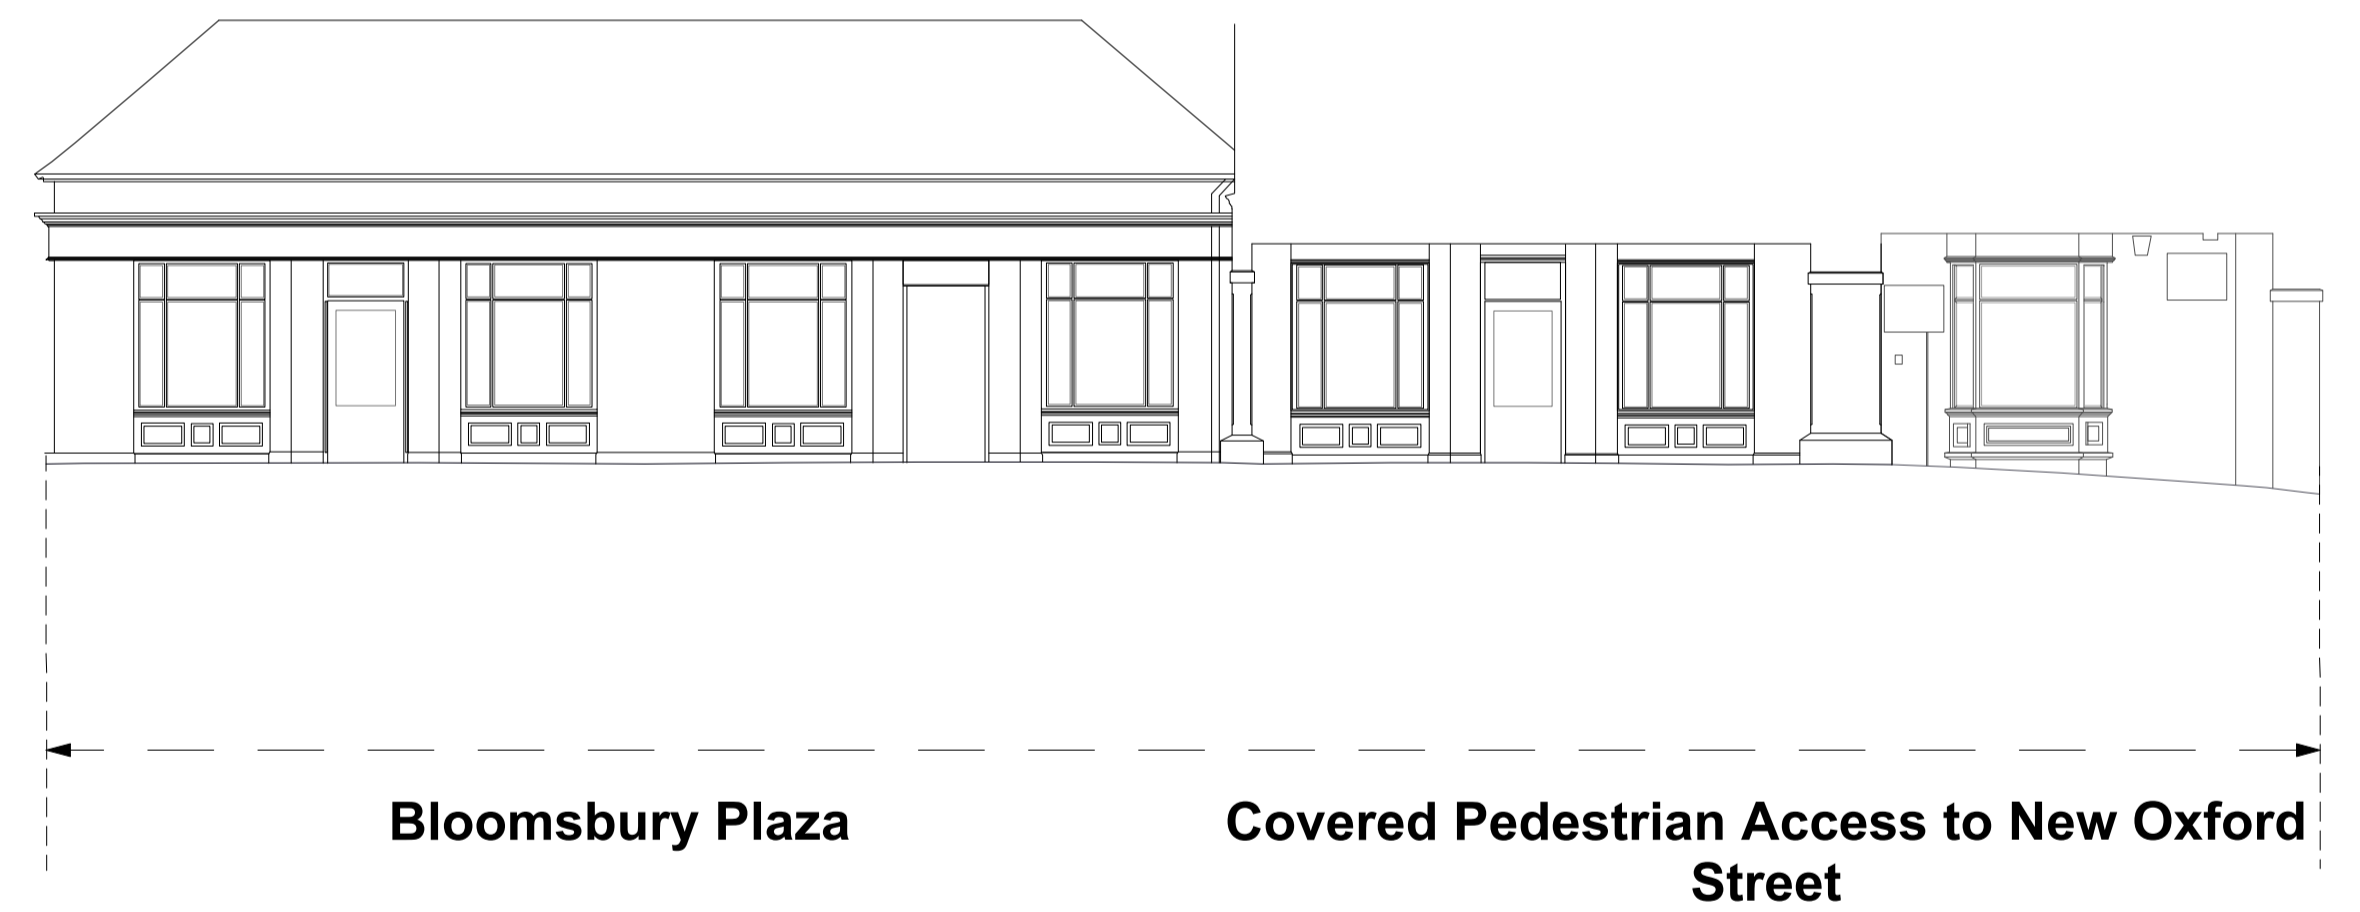 Bloomsbury Plaza
Covered Pedestrian Access to New Oxford
Street